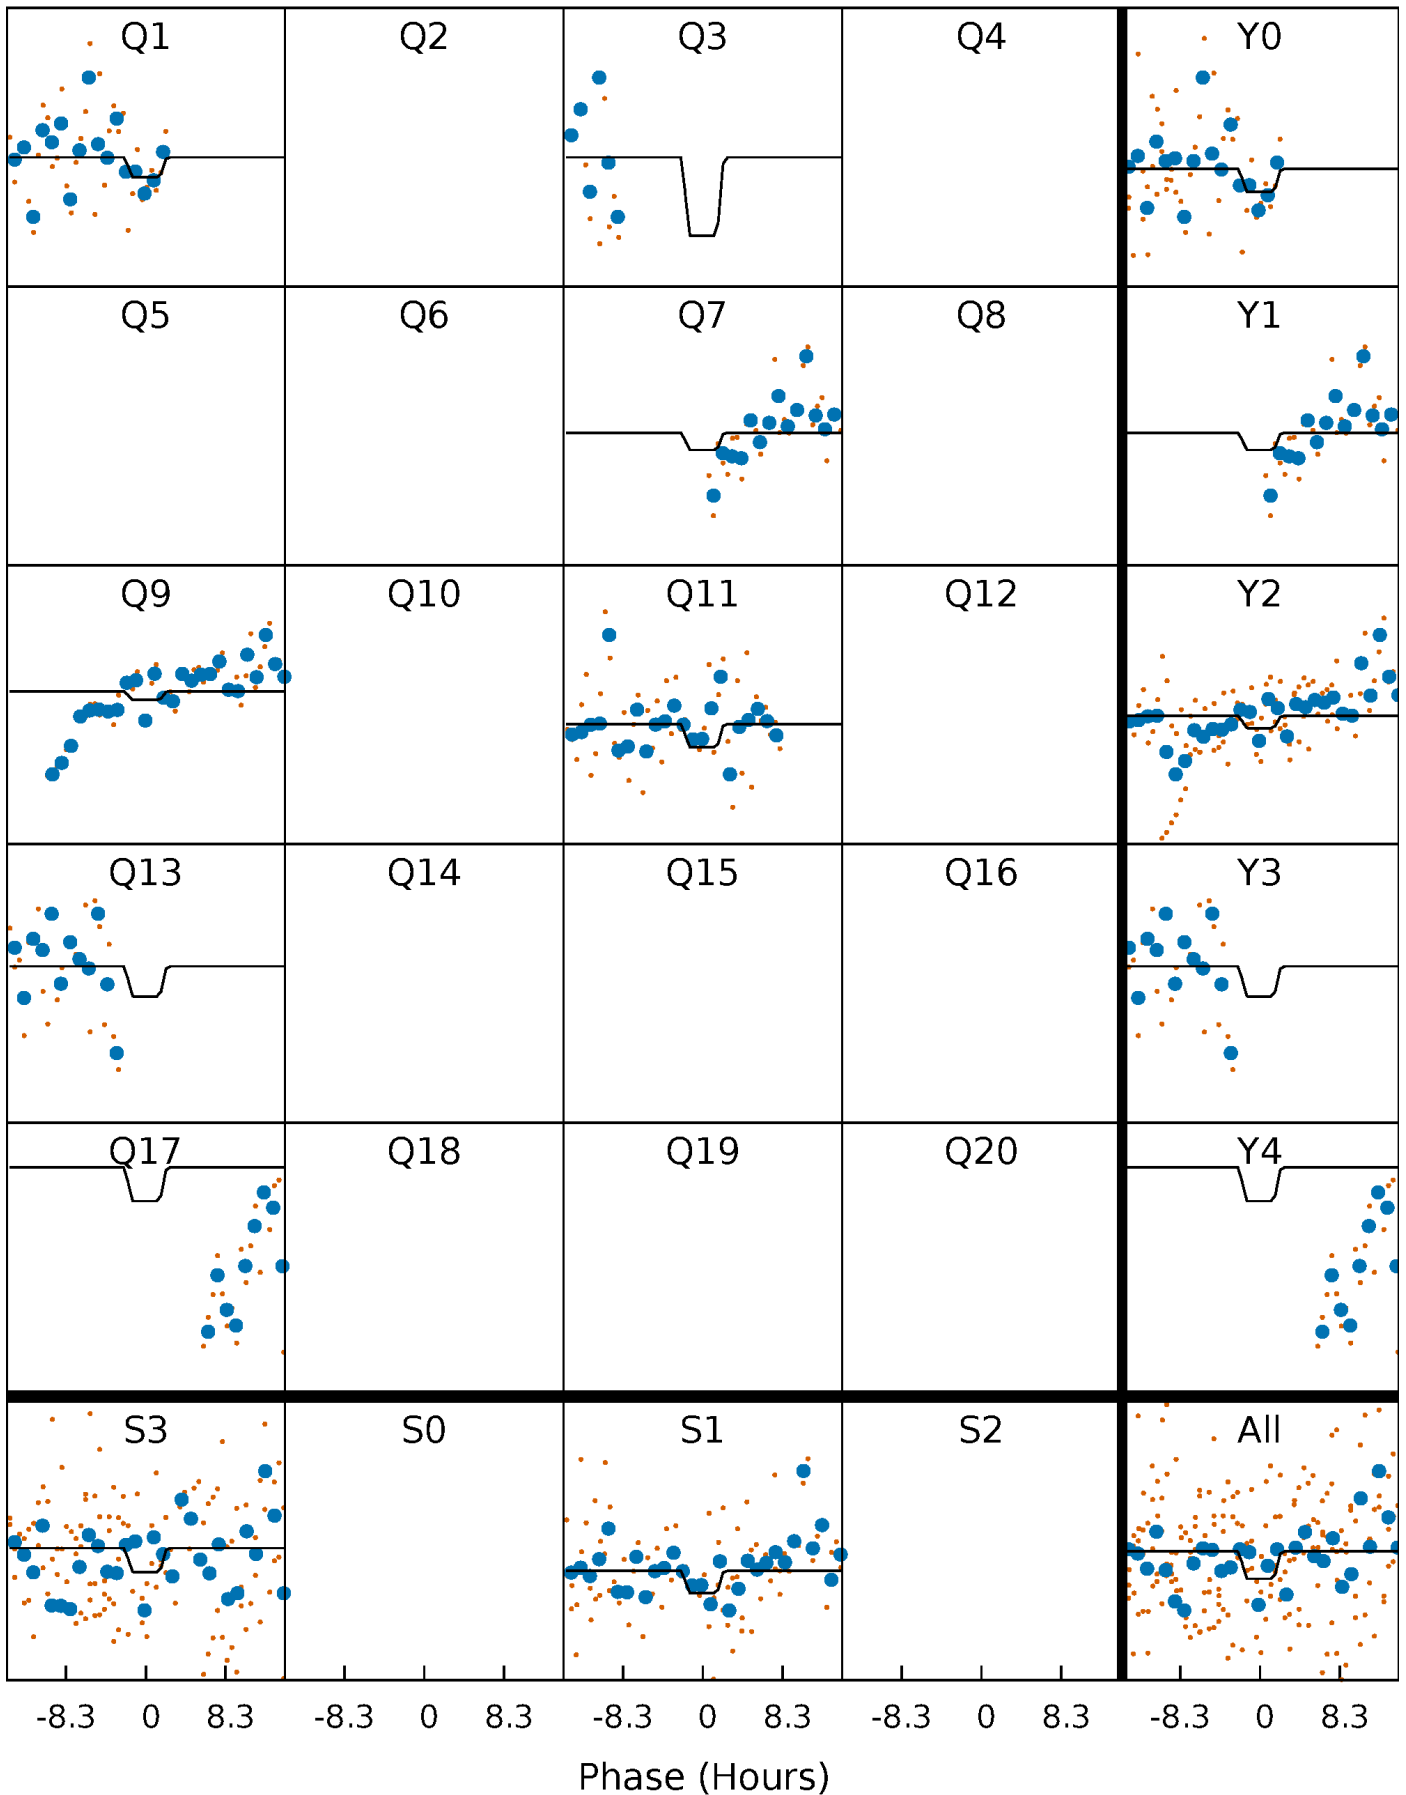 Q1 Q2 Q3 Q4 Y0
Q5 Q6 Q7 Q8 Y1
Q9 Q10 Q11 Q12 Y2
Q13 Q14 Q15 Q16 Y3
Q17 Q18 Q19 Q20 Y4
S3 S0 S1 S2 All
-8.3 0 8.3 -8.3 0 8.3 -8.3 0 8.3 -8.3 0 8.3 -8.3 0 8.3
Phase (Hours)